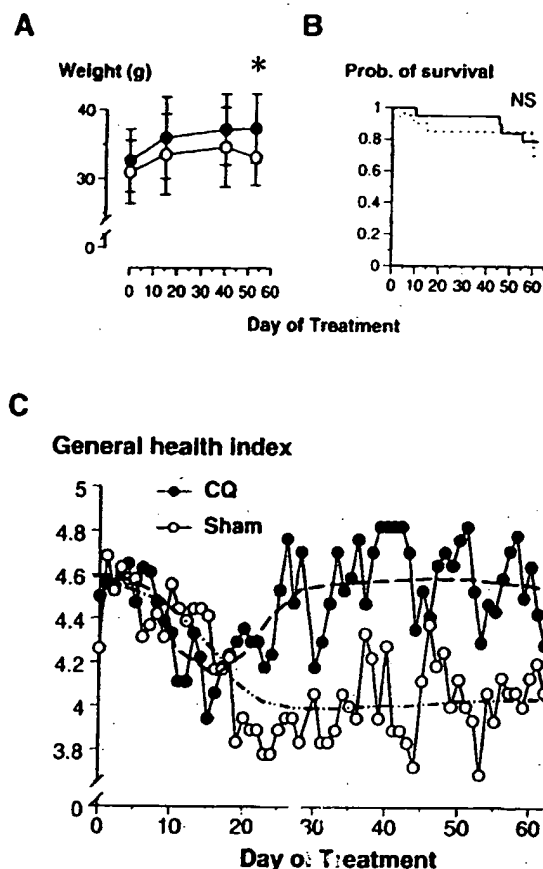 A
Weight (g)
*
40
30
0
0 10 20 30 40 50 60
B
Prob. of survival
NS
1
0.8
0.6
0.4
0.2
0
0 10 20 30 40 50 60
Day of Treatment
C
General health index
CQ
Sham
5
4.8
4.6
4.4
4.2
4
3.8
0
0 10 20 30 40 50 60
Day of Treatment